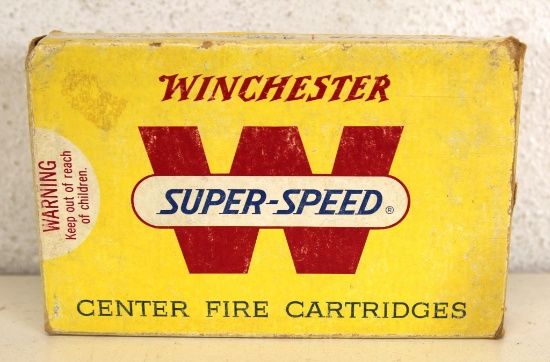 WINCHESTER
W
SUPER-SPEED®
WARNING
Keep out of reach
of children.
CENTER FIRE CARTRIDGES